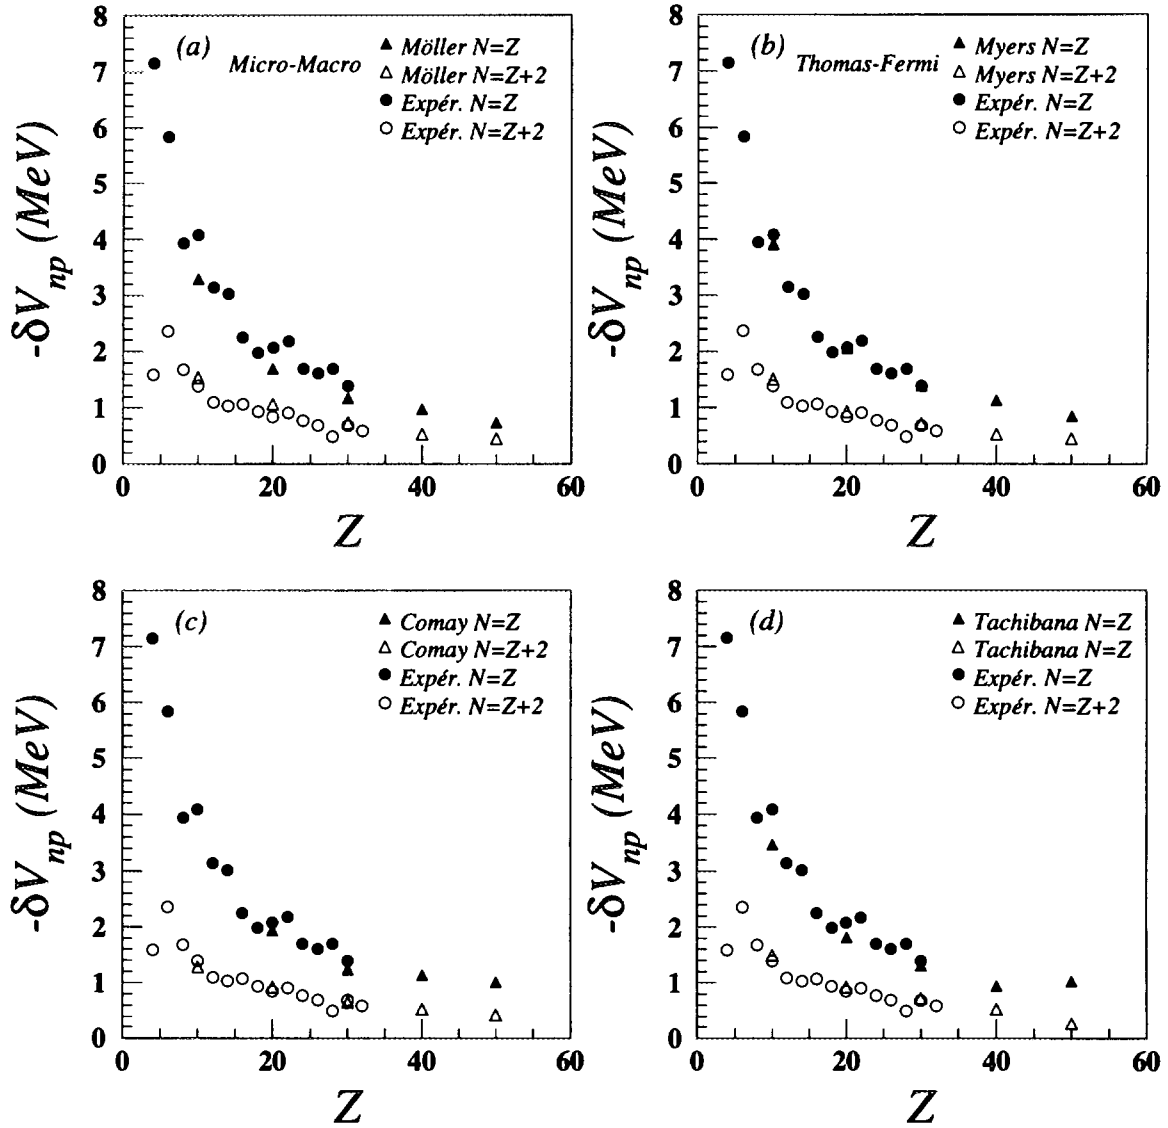 (a) Micro-Macro
▲ Möller N=Z
△ Möller N=Z+2
● Expér. N=Z
○ Expér. N=Z+2
-δV_np (MeV)
8
7
6
5
4
3
2
1
0
0 20 40 60
Z
(b) Thomas-Fermi
▲ Myers N=Z
△ Myers N=Z+2
● Expér. N=Z
○ Expér. N=Z+2
-δV_np (MeV)
8
7
6
5
4
3
2
1
0
0 20 40 60
Z
(c)
▲ Comay N=Z
△ Comay N=Z+2
● Expér. N=Z
○ Expér. N=Z+2
-δV_np (MeV)
8
7
6
5
4
3
2
1
0
0 20 40 60
Z
(d)
▲ Tachibana N=Z
△ Tachibana N=Z
● Expér. N=Z
○ Expér. N=Z+2
-δV_np (MeV)
8
7
6
5
4
3
2
1
0
0 20 40 60
Z